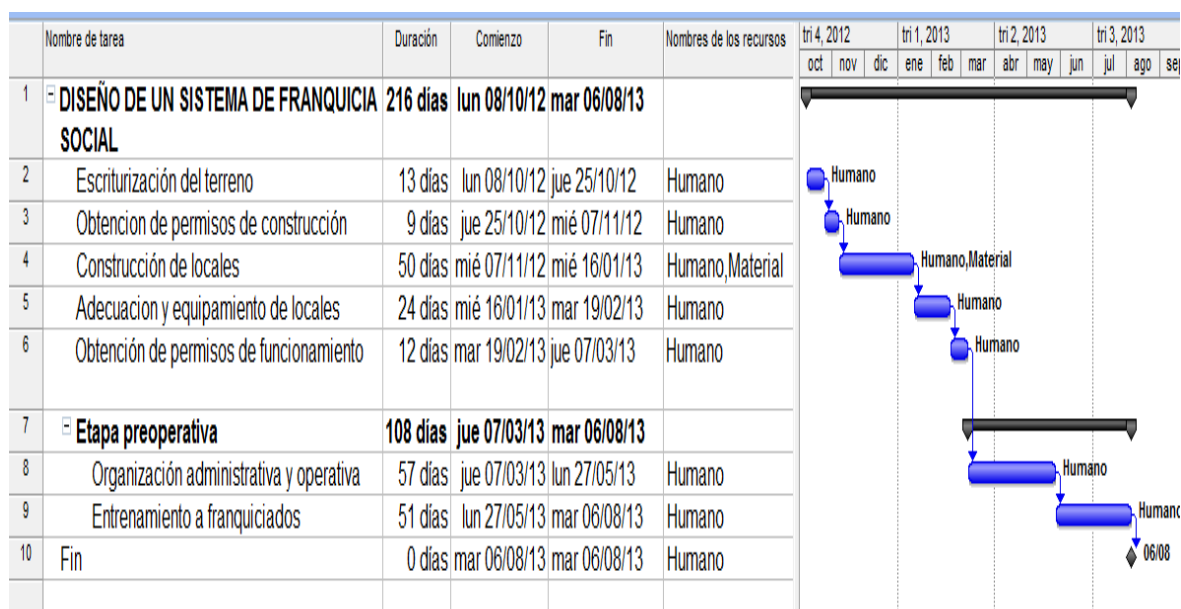 Nombre de tarea Duración Comienzo Fin Nombres de los recursos tri 4, 2012 tri 1, 2013 tri 2, 2013 tri 3, 2013
oct nov dic ene feb mar abr may jun jul ago sep
1 DISEÑO DE UN SISTEMA DE FRANQUICIA 216 días lun 08/10/12 mar 06/08/13
SOCIAL
2 Escriturización del terreno 13 días lun 08/10/12 jue 25/10/12 Humano Humano
3 Obtencion de permisos de construcción 9 días jue 25/10/12 mié 07/11/12 Humano Humano
4 Construcción de locales 50 días mié 07/11/12 mié 16/01/13 Humano,Material Humano,Material
5 Adecuacion y equipamiento de locales 24 días mié 16/01/13 mar 19/02/13 Humano Humano
6 Obtención de permisos de funcionamiento 12 días mar 19/02/13 jue 07/03/13 Humano Humano
7 Etapa preoperativa 108 días jue 07/03/13 mar 06/08/13
8 Organización administrativa y operativa 57 días jue 07/03/13 lun 27/05/13 Humano Humano
9 Entrenamiento a franquiciados 51 días lun 27/05/13 mar 06/08/13 Humano Humano
10 Fin 0 días mar 06/08/13 mar 06/08/13 Humano 06/08